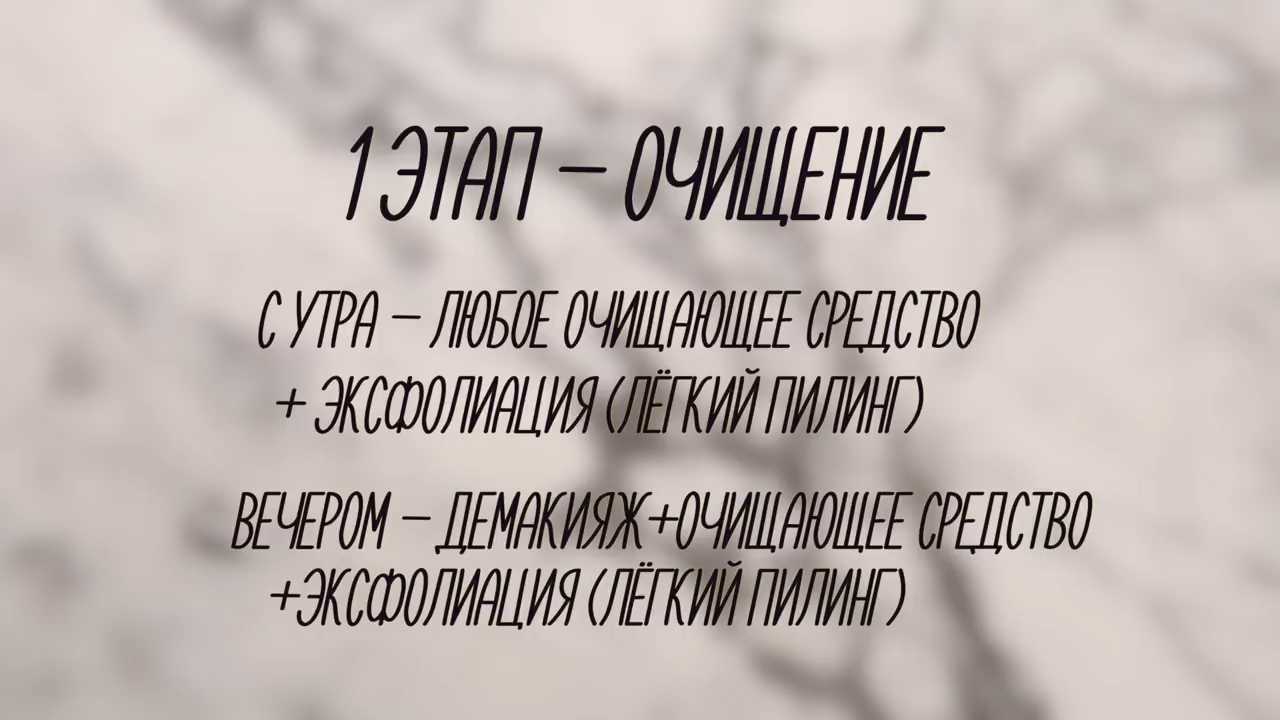 1 ЭТАП – ОЧИЩЕНИЕ
С УТРА – ЛЮБОЕ ОЧИЩАЮЩЕЕ СРЕДСТВО
+ ЭКСФОЛИАЦИЯ (ЛЁГКИЙ ПИЛИНГ)
ВЕЧЕРОМ – ДЕМАКИЯЖ+ОЧИЩАЮЩЕЕ СРЕДСТВО
+ЭКСФОЛИАЦИЯ (ЛЁГКИЙ ПИЛИНГ)